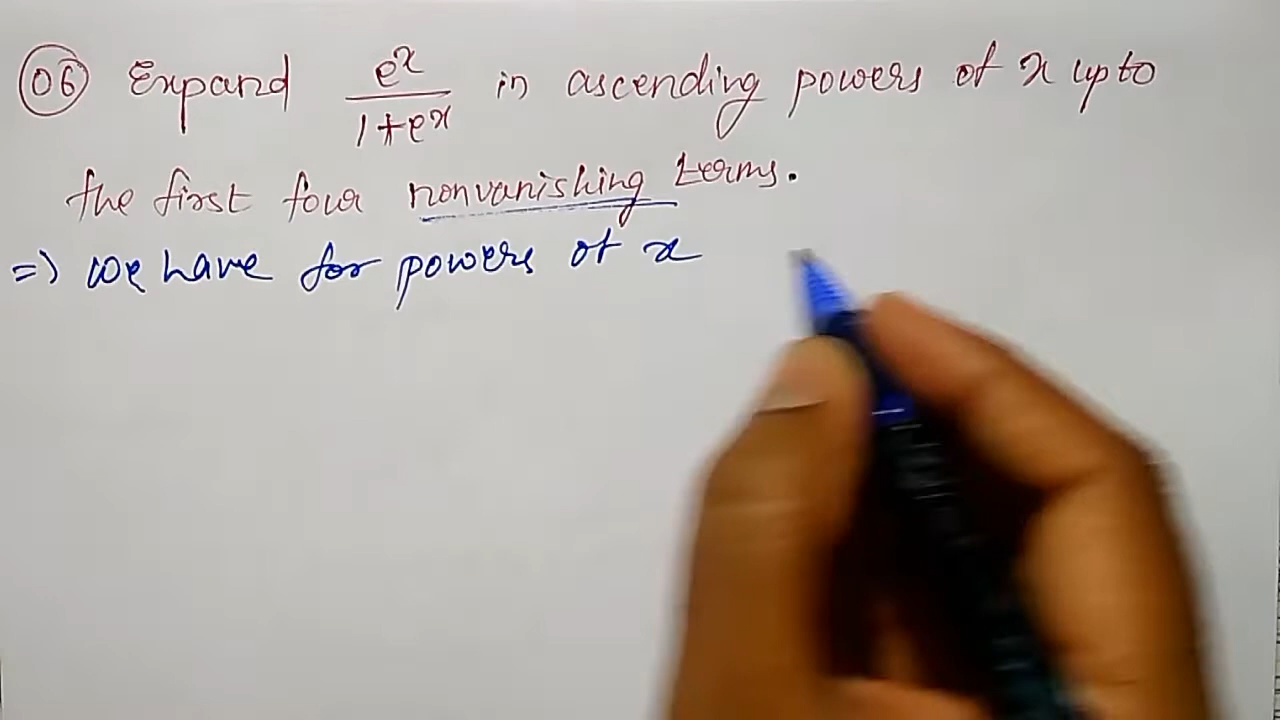 06 Expand e^x/1+e^x in ascending powers of x upto
the first four nonvanishing terms.
=> we have for powers of x